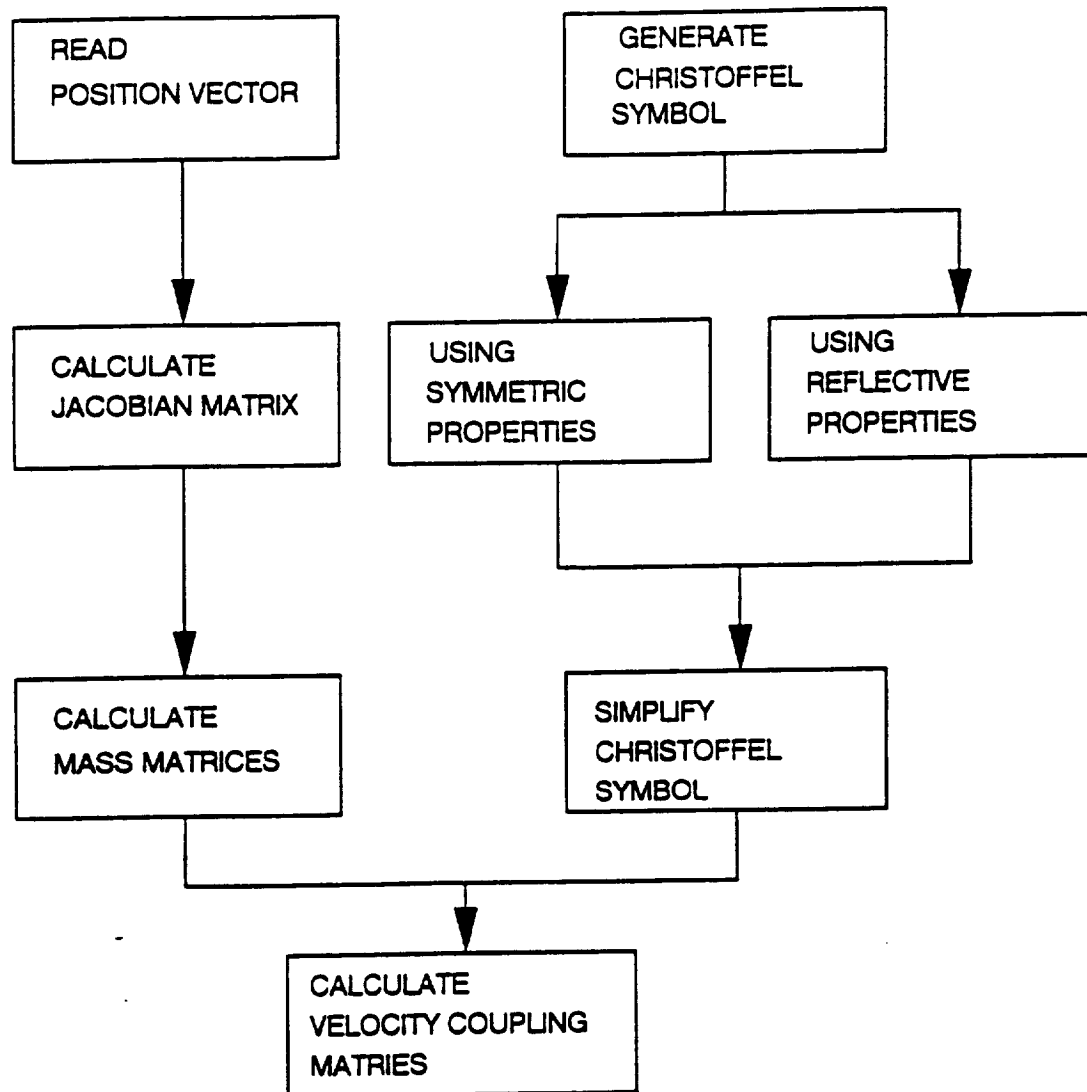 READ
POSITION VECTOR
GENERATE
CHRISTOFFEL
SYMBOL
CALCULATE
JACOBIAN MATRIX
USING
SYMMETRIC
PROPERTIES
USING
REFLECTIVE
PROPERTIES
CALCULATE
MASS MATRICES
SIMPLIFY
CHRISTOFFEL
SYMBOL
CALCULATE
VELOCITY COUPLING
MATRIES